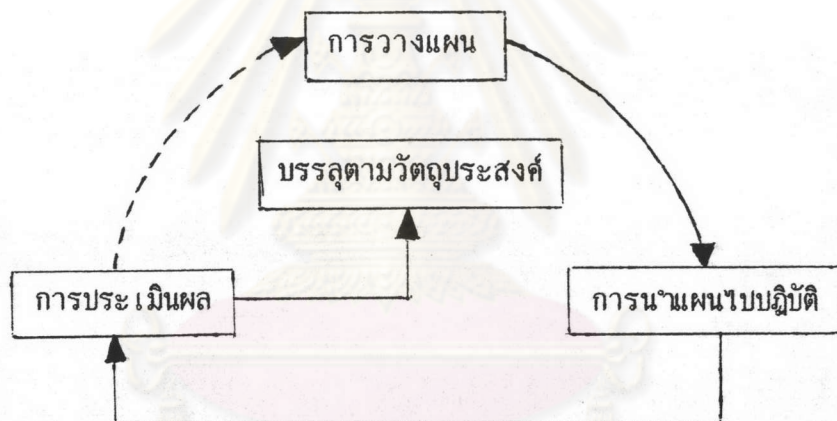 การวางแผน
บรรลุตามวัตถุประสงค์
การประเมินผล
การนำแผนไปปฏิบัติ